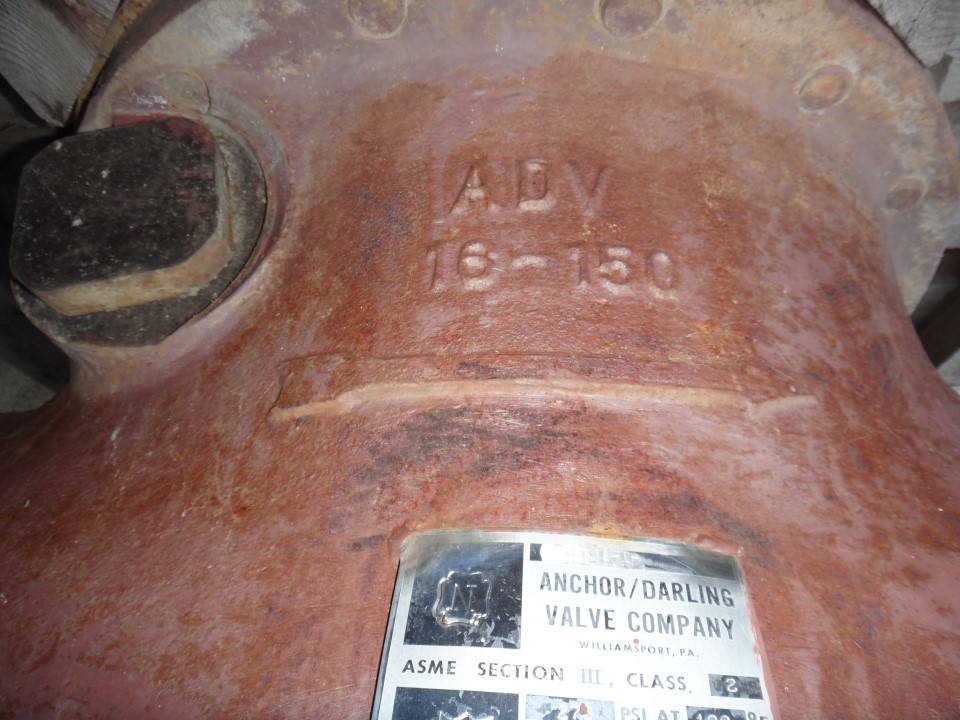 ADV
16-150
N
ANCHOR/DARLING
VALVE COMPANY
WILLIAMSPORT, PA.
ASME SECTION III, CLASS 2
PSI AT °F